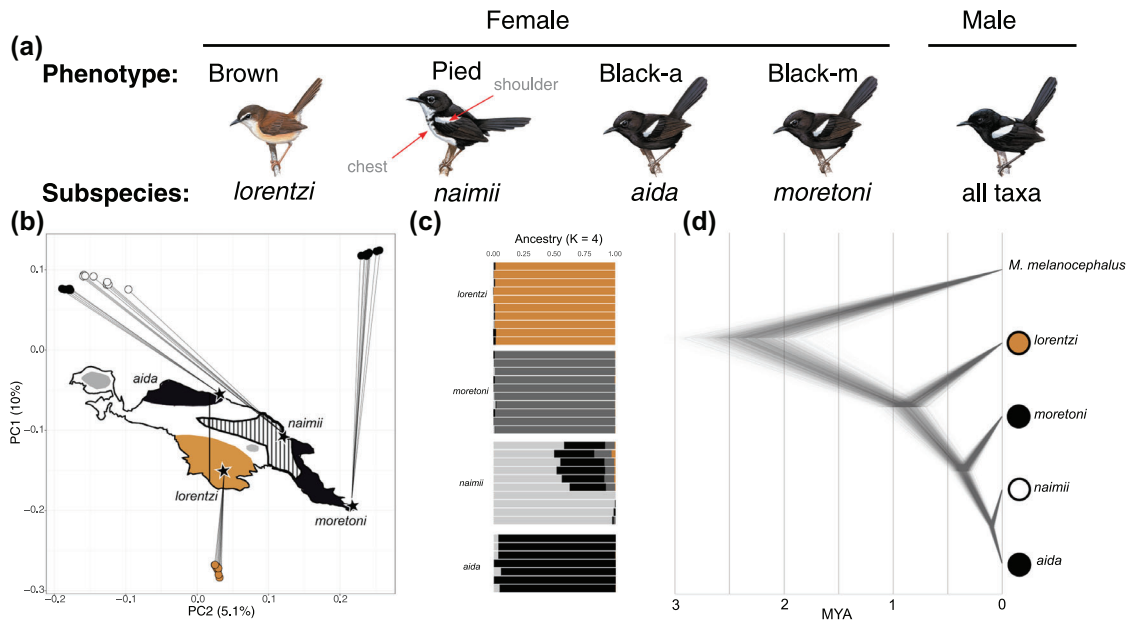 Female Male
(a)
Phenotype: Brown Pied Black-a Black-m
shoulder
chest
Subspecies: lorentzi naimii aida moretoni all taxa
(b)
PC1 (10%)
0.1
0.0
−0.1
−0.2
−0.3
aida
naimii
lorentzi
moretoni
−0.2 −0.1 0.0 0.1 0.2
PC2 (5.1%)
(c)
Ancestry (K = 4)
0.00 0.25 0.50 0.75 1.00
lorentzi
moretoni
naimii
aida
(d)
M. melanocephalus
lorentzi
moretoni
naimii
aida
3 2 1 0
MYA